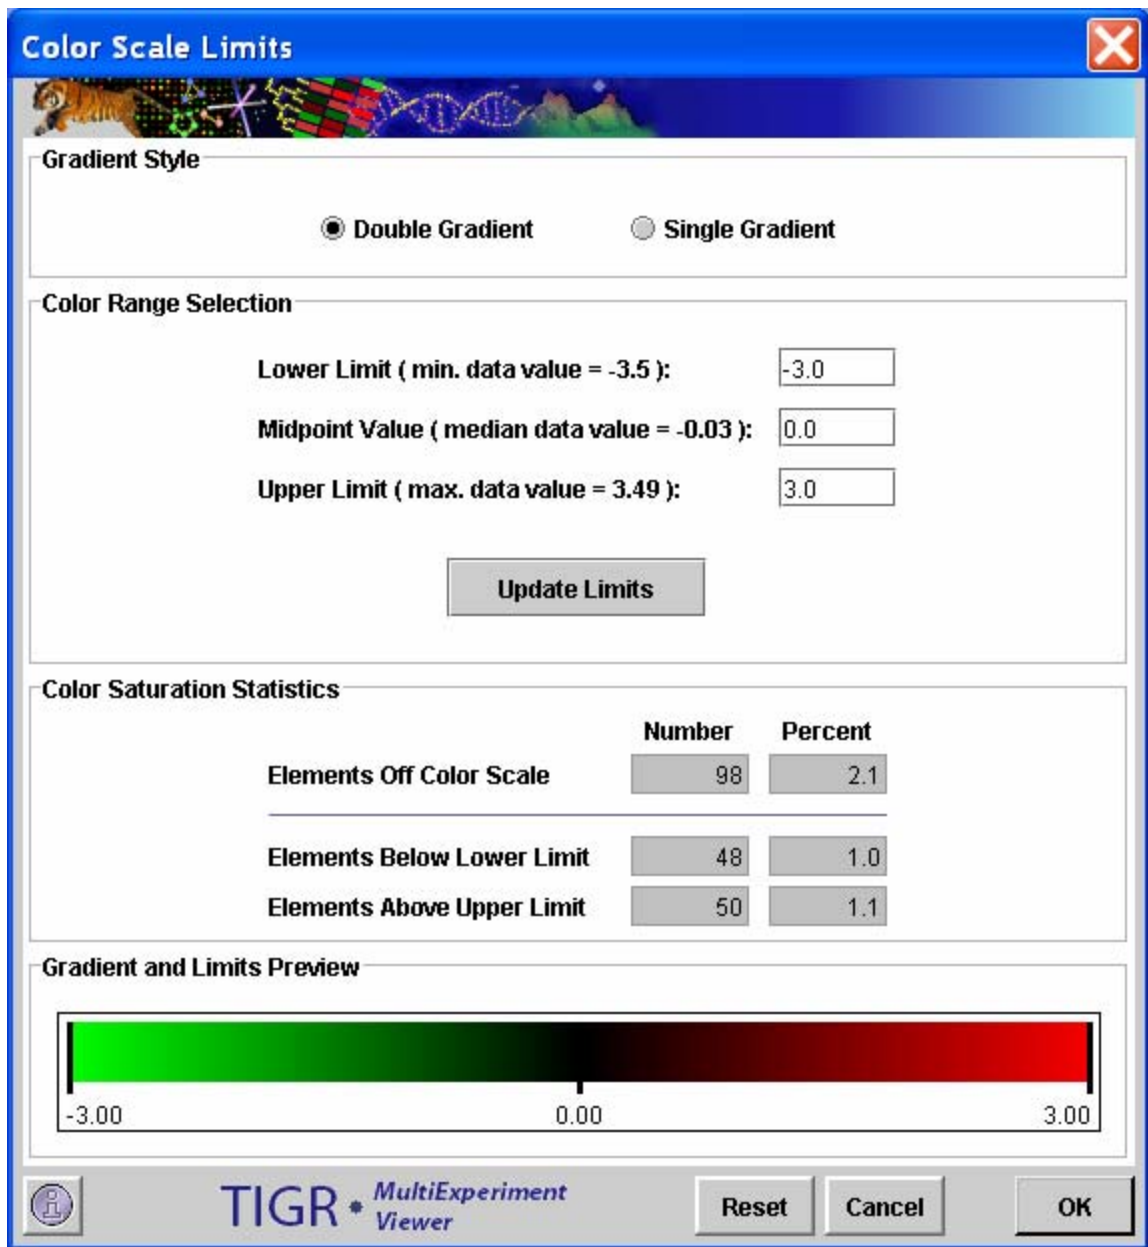 Color Scale Limits
Gradient Style
Double Gradient Single Gradient
Color Range Selection
Lower Limit ( min. data value = -3.5 ): -3.0
Midpoint Value ( median data value = -0.03 ): 0.0
Upper Limit ( max. data value = 3.49 ): 3.0
Update Limits
Color Saturation Statistics
Number Percent
Elements Off Color Scale 98 2.1
Elements Below Lower Limit 48 1.0
Elements Above Upper Limit 50 1.1
Gradient and Limits Preview
-3.00 0.00 3.00
TIGR • MultiExperiment
Viewer
Reset Cancel OK